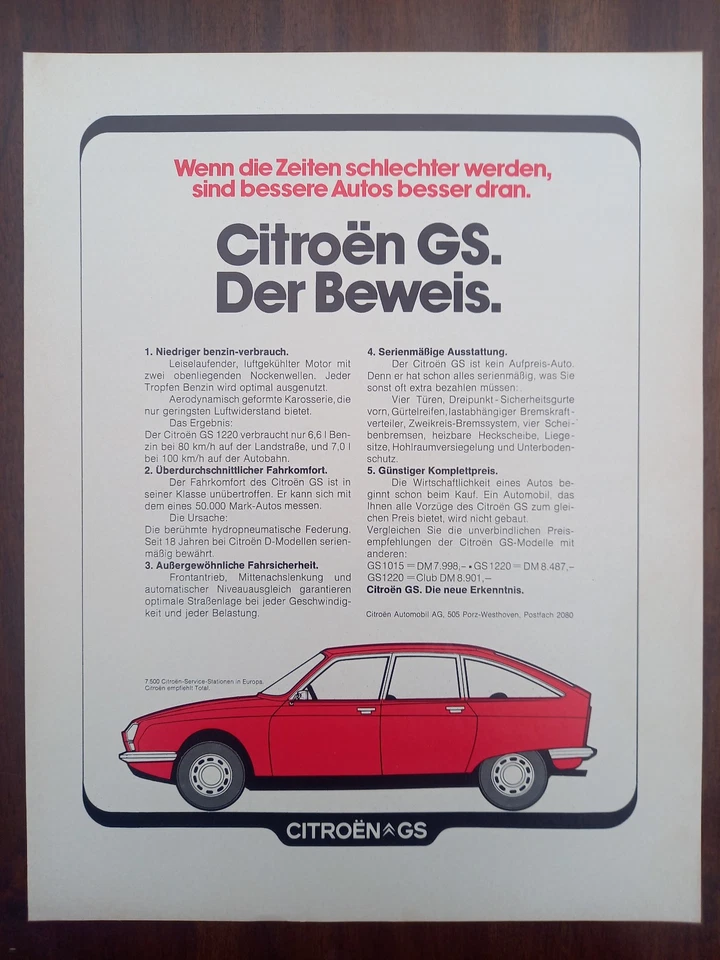 Wenn die Zeiten schlechter werden,
sind bessere Autos besser dran.
Citroën GS.
Der Beweis.
1. Niedriger benzin-verbrauch.
Leiselaufender, luftgekühlter Motor mit
zwei obenliegenden Nockenwellen. Jeder
Tropfen Benzin wird optimal ausgenutzt.
Aerodynamisch geformte Karosserie, die
nur geringsten Luftwiderstand bietet.
Das Ergebnis:
Der Citroën GS 1220 verbraucht nur 6,6 l Ben-
zin bei 80 km/h auf der Landstraße, und 7,0 l
bei 100 km/h auf der Autobahn.
2. Überdurchschnittlicher Fahrkomfort.
Der Fahrkomfort des Citroën GS ist in
seiner Klasse unübertroffen. Er kann sich mit
dem eines 50.000 Mark-Autos messen.
Die Ursache:
Die berühmte hydropneumatische Federung.
Seit 18 Jahren bei Citroën D-Modellen serien-
mäßig bewährt.
3. Außergewöhnliche Fahrsicherheit.
Frontantrieb, Mittenachslenkung und
automatischer Niveauausgleich garantieren
optimale Straßenlage bei jeder Geschwindig-
keit und jeder Belastung.
4. Serienmäßige Ausstattung.
Der Citroën GS ist kein Aufpreis-Auto.
Denn er hat schon alles serienmäßig, was Sie
sonst oft extra bezahlen müssen:
Vier Türen, Dreipunkt-Sicherheitsgurte
vorn, Gürtelreifen, lastabhängiger Bremskraft-
verteiler, Zweikreis-Bremssystem, vier Schei-
benbremsen, heizbare Heckscheibe, Liege-
sitze, Hohlraumversiegelung und Unterboden-
schutz.
5. Günstiger Komplettpreis.
Die Wirtschaftlichkeit eines Autos be-
ginnt schon beim Kauf. Ein Automobil, das
Ihnen alle Vorzüge des Citroën GS zum glei-
chen Preis bietet, wird nicht gebaut.
Vergleichen Sie die unverbindlichen Preis-
empfehlungen der Citroën GS-Modelle mit
anderen:
GS1015 = DM 7.998,– • GS 1220 = DM 8.487,–
GS1220 = Club DM 8.901,—
Citroën GS. Die neue Erkenntnis.
Citroën Automobil AG, 505 Porz-Westhoven, Postfach 2080
7.500 Citroën-Service-Stationen in Europa.
Citroën empfiehlt Total.
CITROËN GS